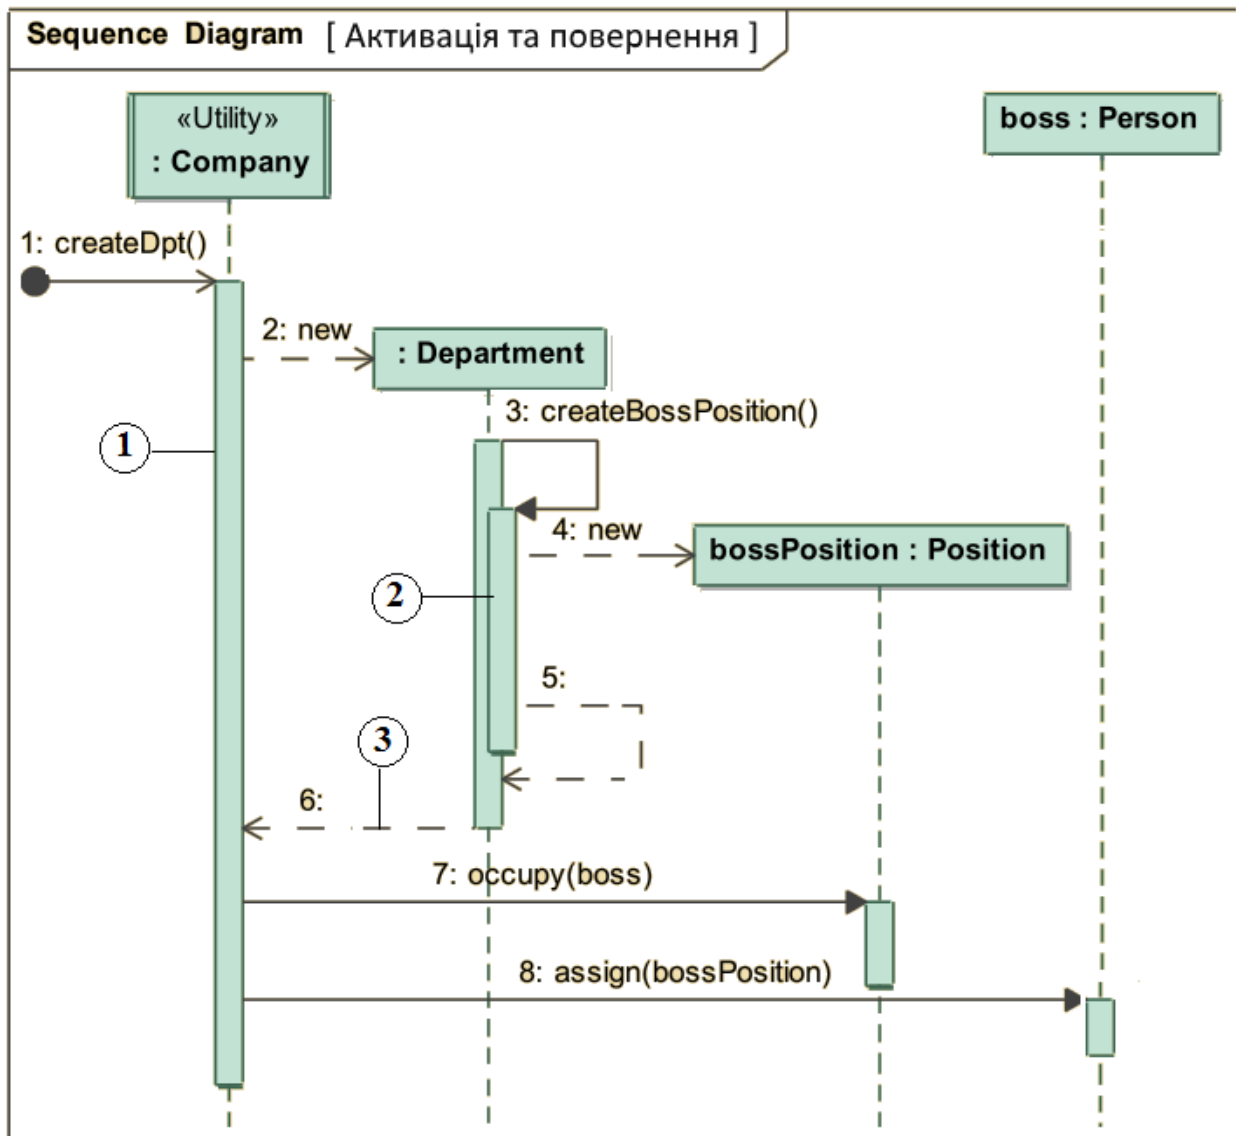 Sequence Diagram [ Активація та повернення ]
«Utility»
: Company
boss : Person
1: createDpt()
2: new
: Department
3: createBossPosition()
1
4: new
bossPosition : Position
2
5:
3
6:
7: occupy(boss)
8: assign(bossPosition)